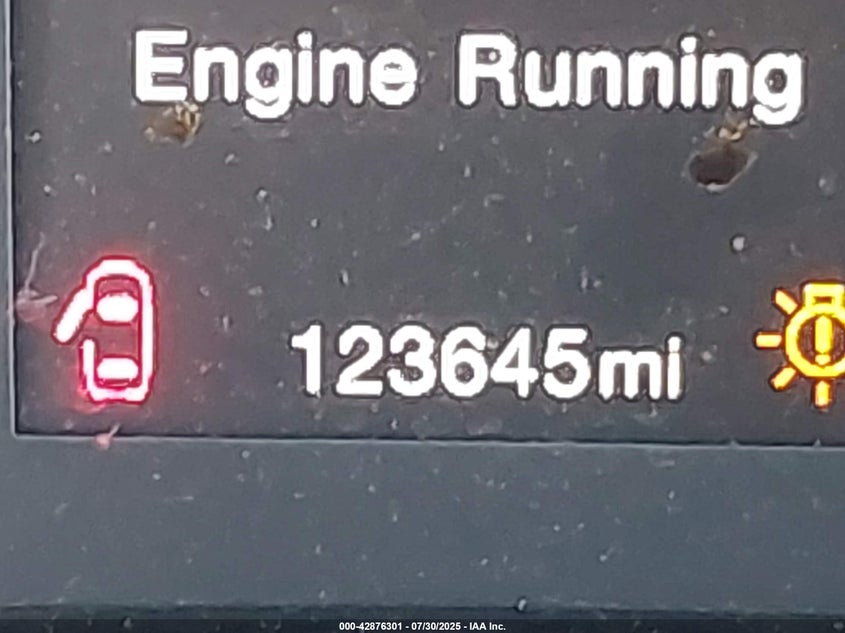 Engine Running
123645mi
000-42876301 - 07/30/2025 - IAA Inc.